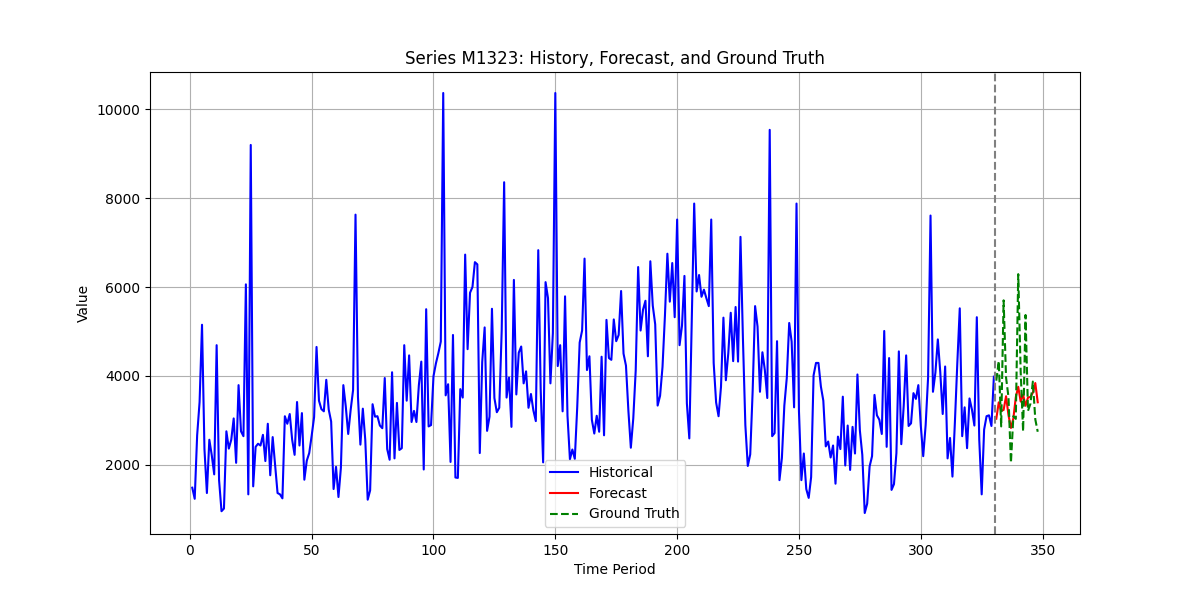 Series M1323: History, Forecast, and Ground Truth
Value
10000
8000
6000
4000
2000
Historical
Forecast
Ground Truth
0 50 100 150 200 250 300 350
Time Period